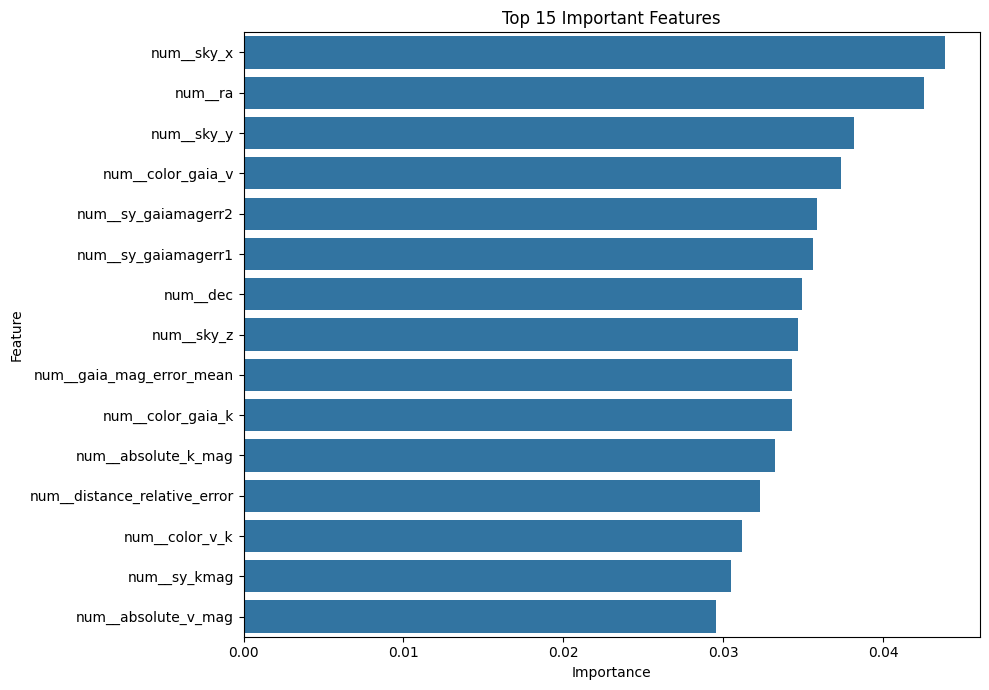 Top 15 Important Features
Feature
num__sky_x
num__ra
num__sky_y
num__color_gaia_v
num__sy_gaiamagerr2
num__sy_gaiamagerr1
num__dec
num__sky_z
num__gaia_mag_error_mean
num__color_gaia_k
num__absolute_k_mag
num__distance_relative_error
num__color_v_k
num__sy_kmag
num__absolute_v_mag
0.00 0.01 0.02 0.03 0.04
Importance